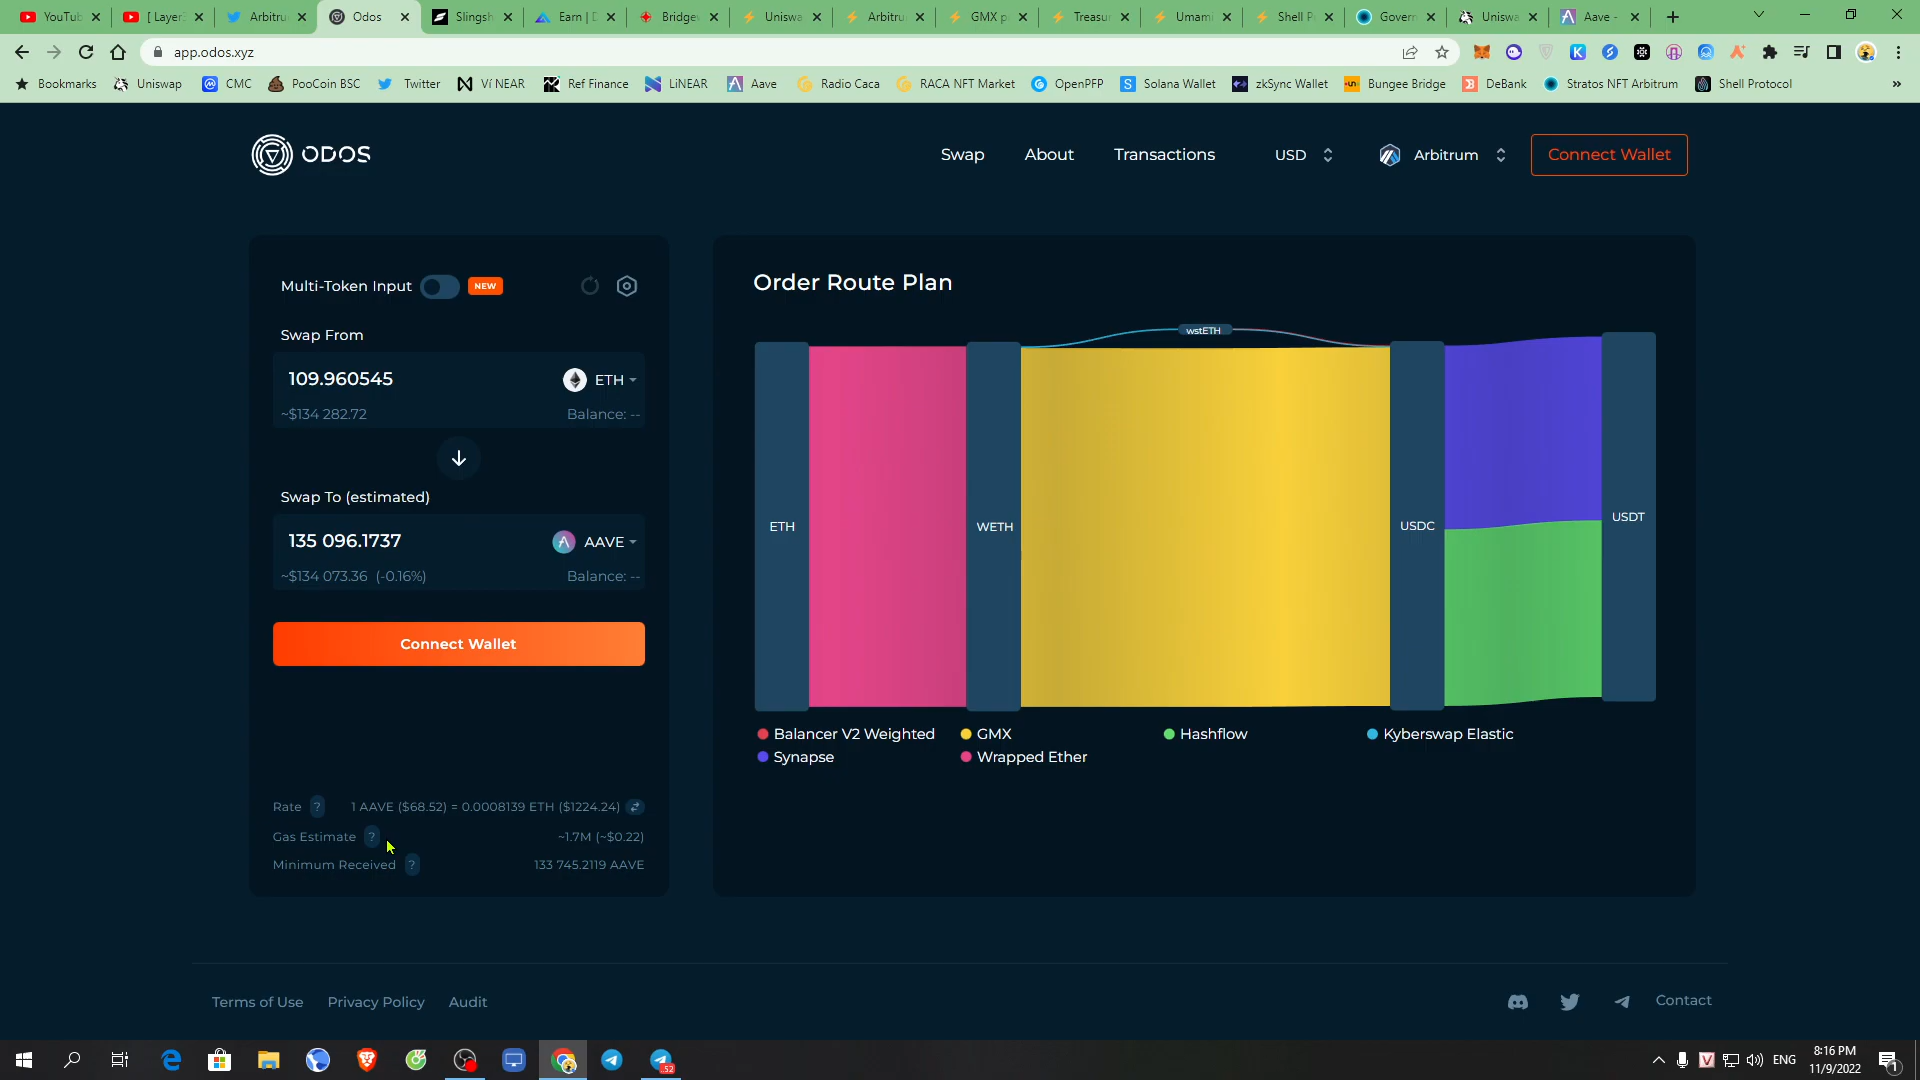 YouTub
[ Layer
Arbitru
Odos
Slingsh
Earn | D
Bridgev
Uniswa
Arbitru
GMX p
Treasur
Umami
Shell P
Govern
Uniswa
Aave -
app.odos.xyz
Bookmarks
Uniswap
CMC
PooCoin BSC
Twitter
Ví NEAR
Ref Finance
LiNEAR
Aave
Radio Caca
RACA NFT Market
OpenPFP
Solana Wallet
zkSync Wallet
Bungee Bridge
DeBank
Stratos NFT Arbitrum
Shell Protocol
»
ODOS
Swap
About
Transactions
USD
Arbitrum
Connect Wallet
Multi-Token Input
NEW
Swap From
109.960545
ETH
~$134 282.72
Balance: --
Swap To (estimated)
135 096.1737
AAVE
~$134 073.36 (-0.16%)
Balance: --
Connect Wallet
Rate ? 1 AAVE ($68.52) = 0.0008139 ETH ($1224.24)
Gas Estimate ? ~1.7M (~$0.22)
Minimum Received ? 133 745.2119 AAVE
Order Route Plan
wstETH
ETH
WETH
USDC
USDT
Balancer V2 Weighted
GMX
Hashflow
Kyberswap Elastic
Synapse
Wrapped Ether
Terms of Use
Privacy Policy
Audit
Contact
ENG
8:16 PM
11/9/2022